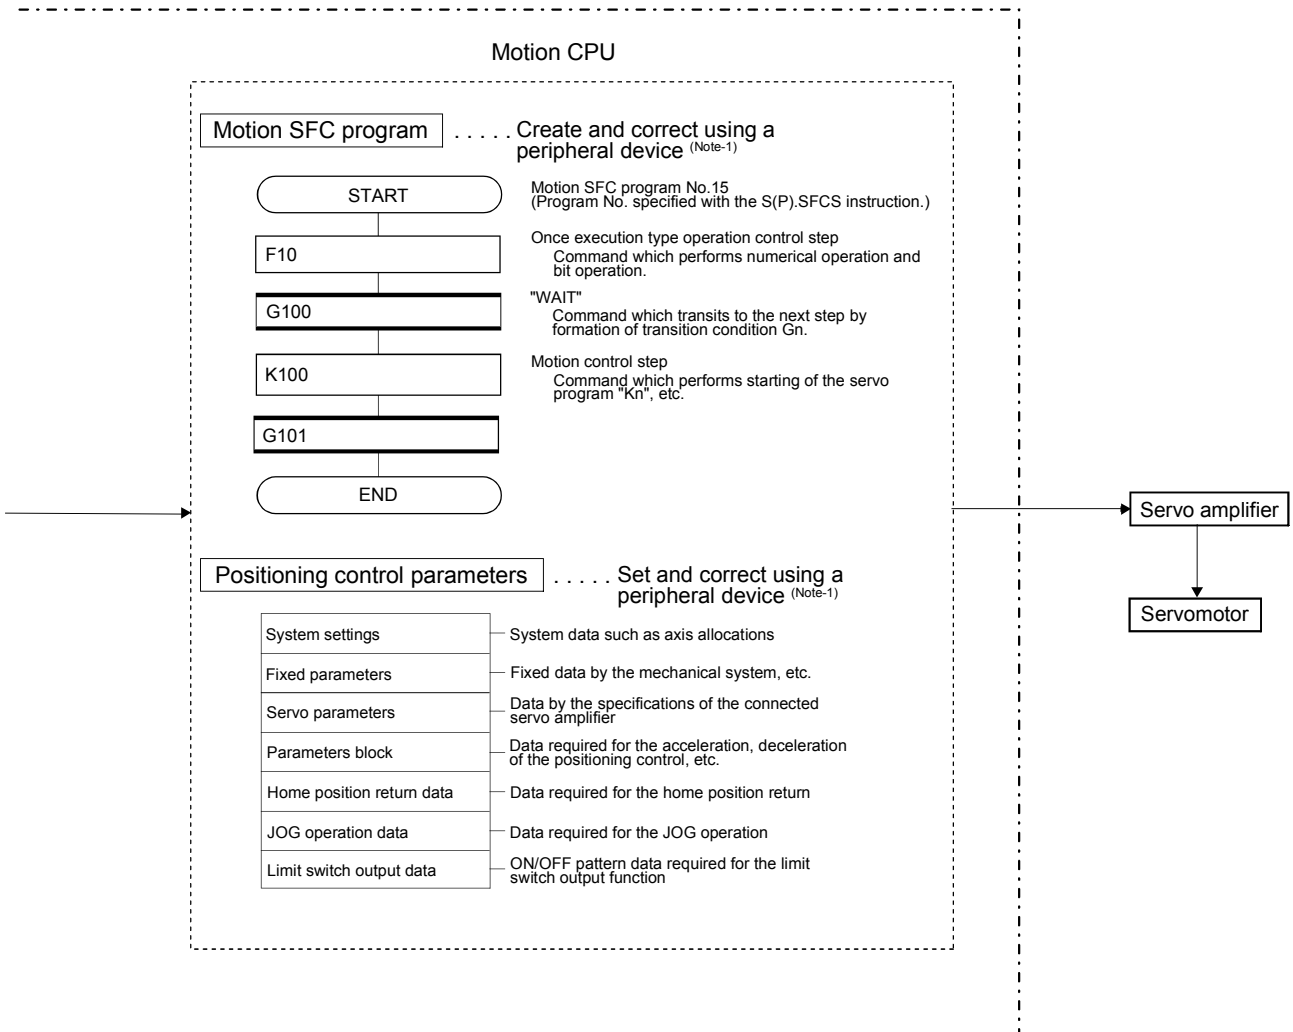 Motion CPU
Motion SFC program . . . . . Create and correct using a
peripheral device (Note-1)
START
Motion SFC program No.15
(Program No. specified with the S(P).SFCS instruction.)
F10
Once execution type operation control step
Command which performs numerical operation and
bit operation.
G100
"WAIT"
Command which transits to the next step by
formation of transition condition Gn.
K100
Motion control step
Command which performs starting of the servo
program "Kn", etc.
G101
END
Servo amplifier
Servomotor
Positioning control parameters . . . . . Set and correct using a
peripheral device (Note-1)
System settings
System data such as axis allocations
Fixed parameters
Fixed data by the mechanical system, etc.
Servo parameters
Data by the specifications of the connected
servo amplifier
Parameters block
Data required for the acceleration, deceleration
of the positioning control, etc.
Home position return data
Data required for the home position return
JOG operation data
Data required for the JOG operation
Limit switch output data
ON/OFF pattern data required for the limit
switch output function